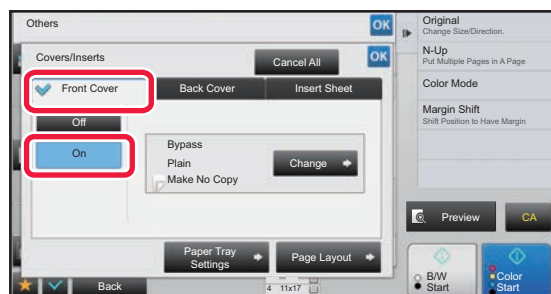 Others
OK
Covers/Inserts
Cancel All
OK
Front Cover
Back Cover
Insert Sheet
Off
On
Bypass
Plain
Make No Copy
Change
Paper Tray
Settings
Page Layout
Back
4 11x17
Original
Change Size/Direction.
N-Up
Put Multiple Pages in A Page
Color Mode
Margin Shift
Shift Position to Have Margin
Preview
CA
B/W
Start
Color
Start